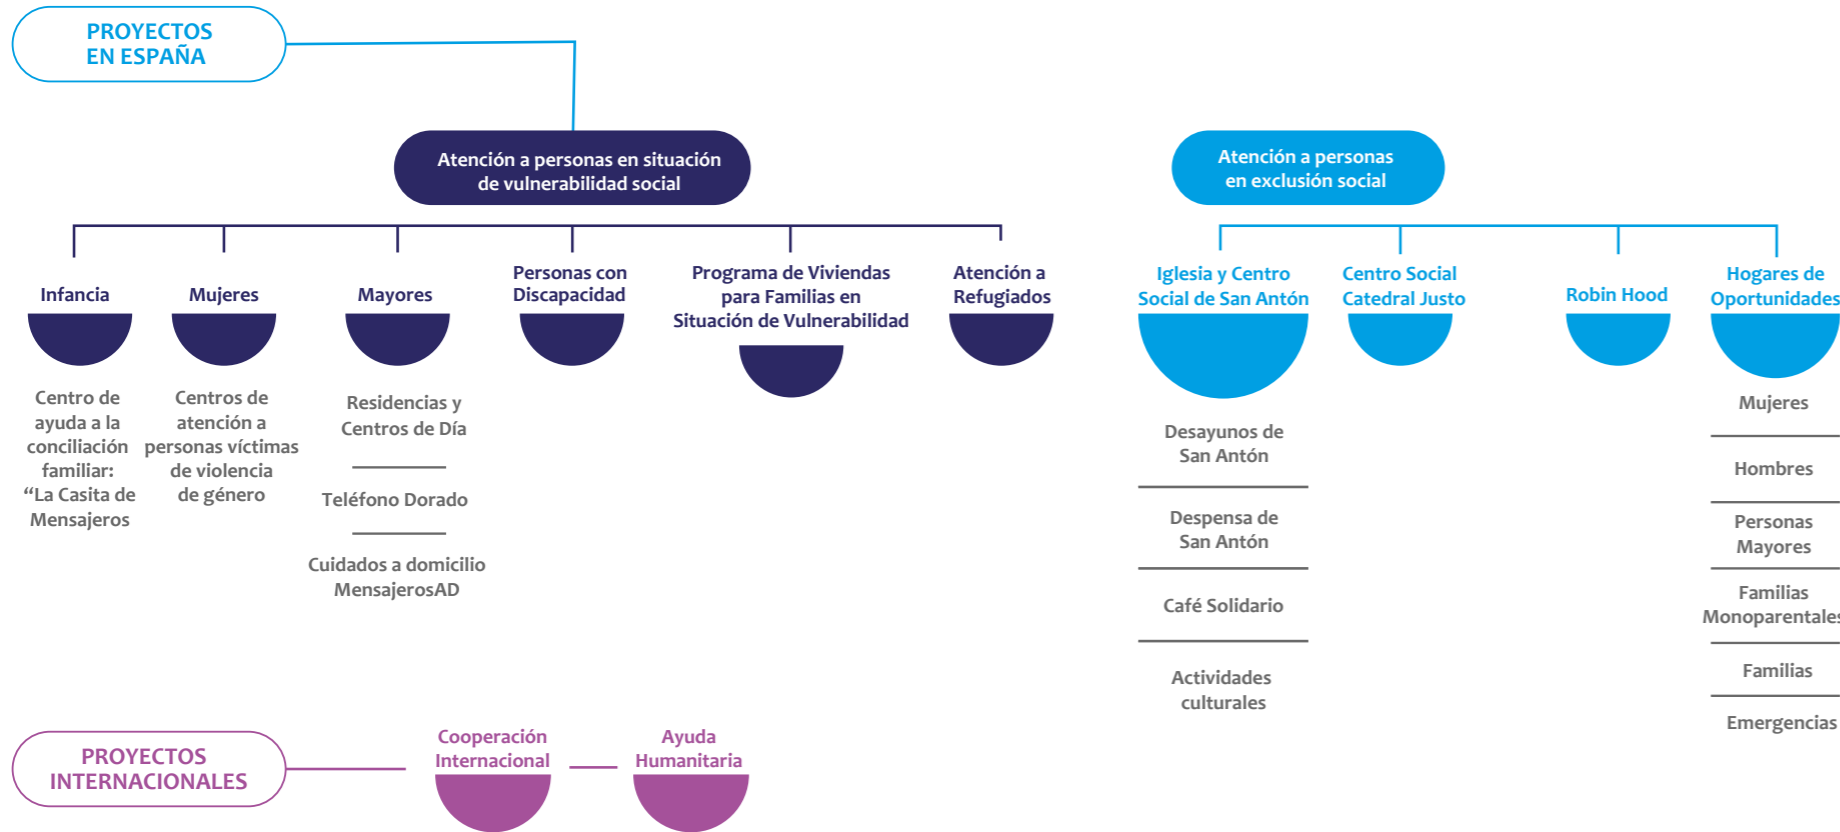 PROYECTOS
EN ESPAÑA
Atención a personas en situación
de vulnerabilidad social
Infancia
Centro de
ayuda a la
conciliación
familiar:
“La Casita de
Mensajeros
Mujeres
Centros de
atención a
personas víctimas
de violencia
de género
Mayores
Residencias y
Centros de Día
Teléfono Dorado
Cuidados a domicilio
MensajerosAD
Personas con
Discapacidad
Programa de Viviendas
para Familias en
Situación de Vulnerabilidad
Atención a
Refugiados
Atención a personas
en exclusión social
Iglesia y Centro
Social de San Antón
Desayunos de
San Antón
Despensa de
San Antón
Café Solidario
Actividades
culturales
Centro Social
Catedral Justo
Robin Hood
Hogares de
Oportunidades
Mujeres
Hombres
Personas
Mayores
Familias
Monoparentales
Familias
Emergencias
PROYECTOS
INTERNACIONALES
Cooperación
Internacional
Ayuda
Humanitaria